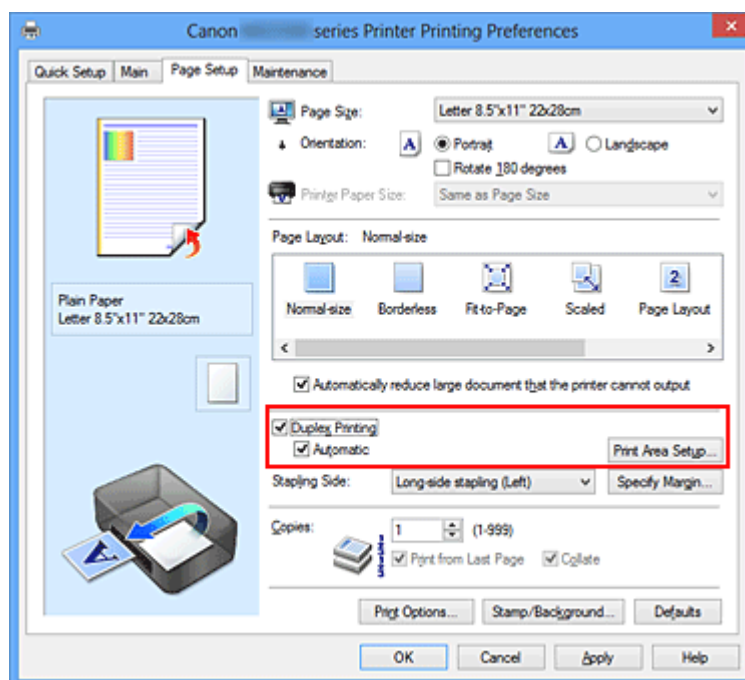 Canon series Printer Printing Preferences
Quick Setup Main Page Setup Maintenance
Page Size: Letter 8.5"x11" 22x28cm
Orientation: A Portrait A Landscape
Rotate 180 degrees
Printer Paper Size: Same as Page Size
Page Layout: Normal-size
Plain Paper
Letter 8.5"x11" 22x28cm
2
Normal-size Borderless Fit-to-Page Scaled Page Layout
Automatically reduce large document that the printer cannot output
Duplex Printing
Automatic Print Area Setup...
Stapling Side: Long-side stapling (Left) Specify Margin...
A
Copies: 1 (1-999)
Print from Last Page Collate
Print Options... Stamp/Background... Defaults
OK Cancel Apply Help